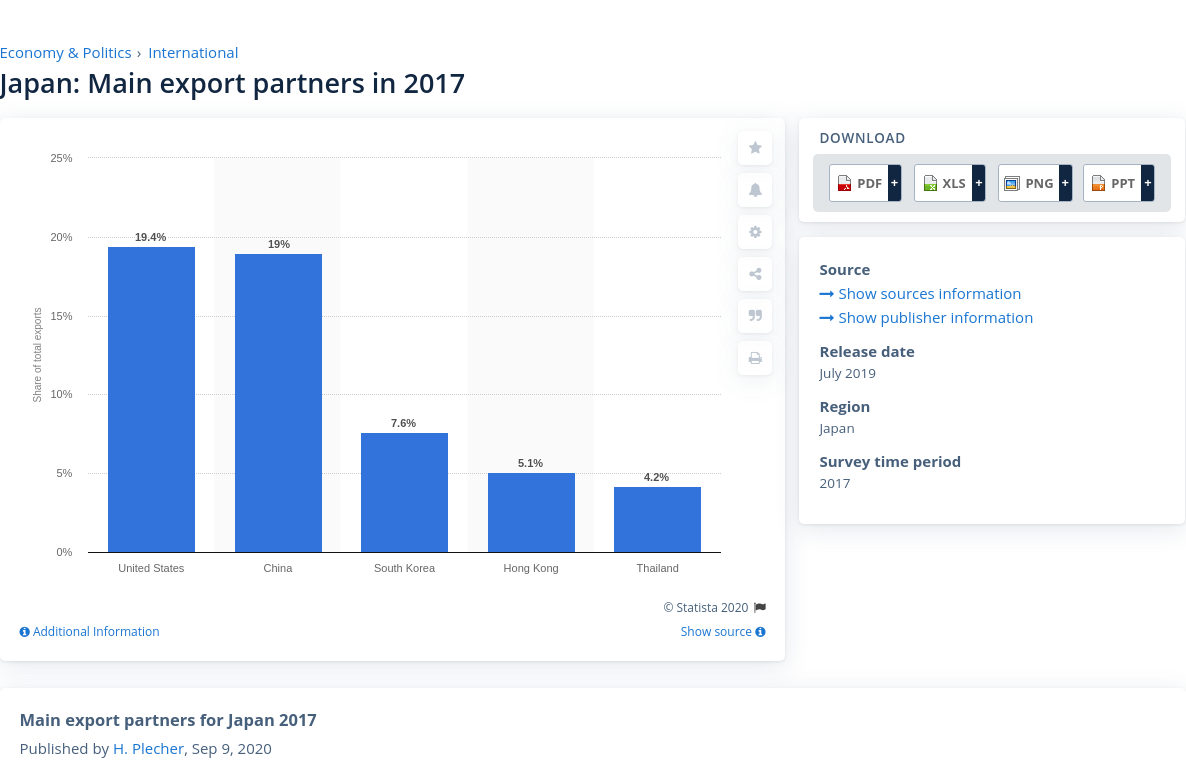 Economy & Politics › International
Japan: Main export partners in 2017
25%
20%
15%
10%
5%
0%
Share of total exports
19.4%
19%
7.6%
5.1%
4.2%
United States
China
South Korea
Hong Kong
Thailand
© Statista 2020
Additional Information
Show source
DOWNLOAD
PDF +
XLS +
PNG +
PPT +
Source
Show sources information
Show publisher information
Release date
July 2019
Region
Japan
Survey time period
2017
Main export partners for Japan 2017
Published by H. Plecher, Sep 9, 2020